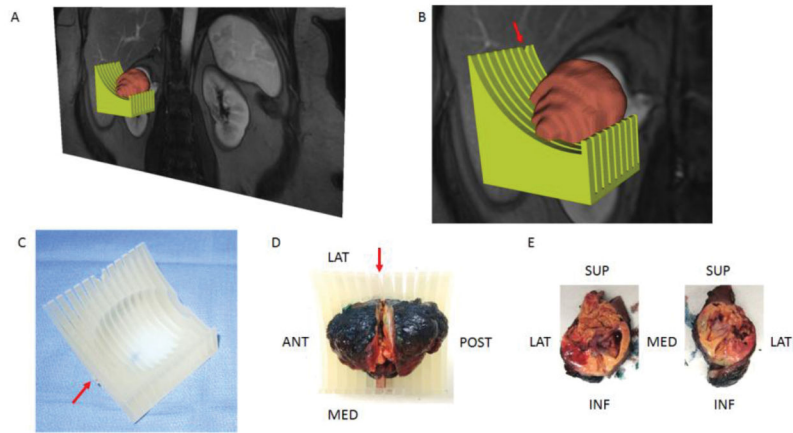 A
B
C
D
E
LAT
ANT
POST
MED
SUP
SUP
LAT
MED
LAT
INF
INF